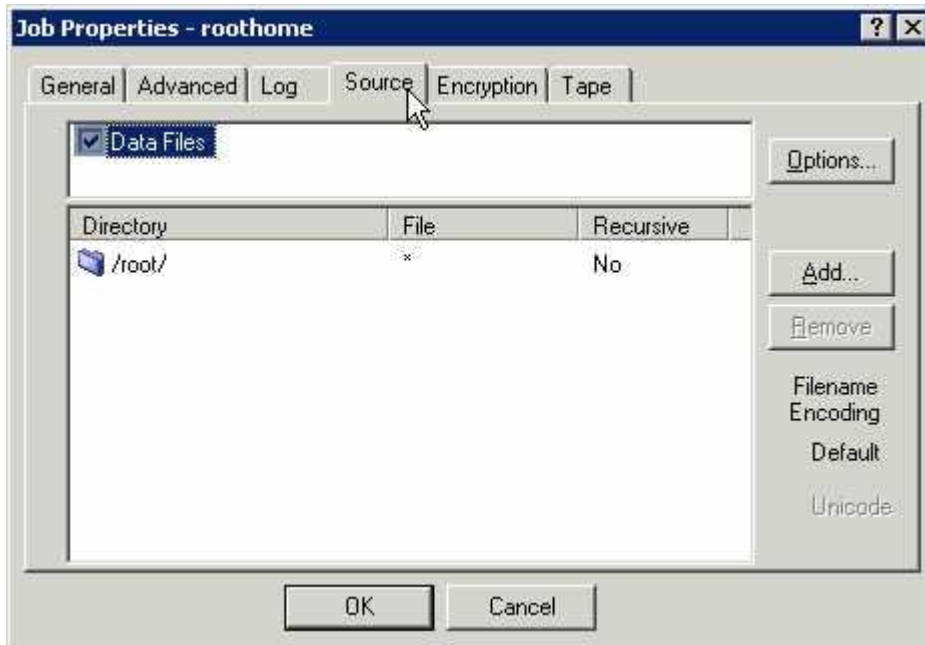 Job Properties - roothome
General Advanced Log Source Encryption Tape
Data Files
Options...
Directory File Recursive
/root/ * No
Add...
Remove
Filename
Encoding
Default
Unicode
OK Cancel